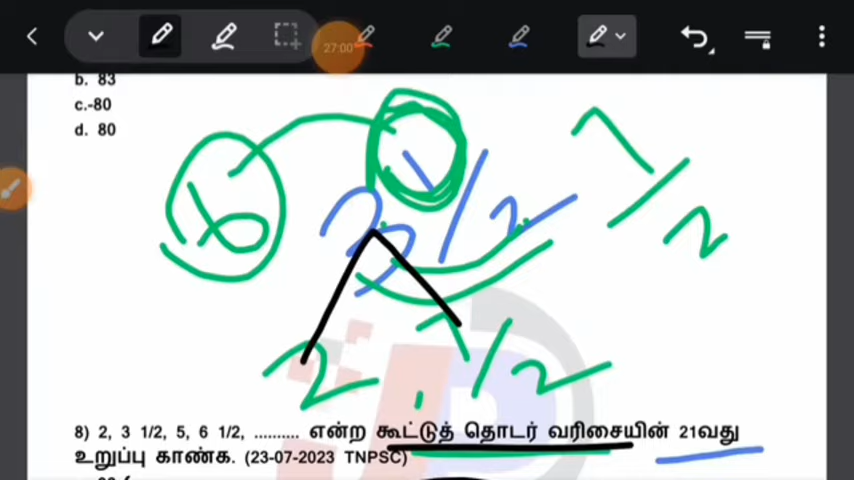 27:00
b. 83
c.-80
d. 80
6
3 1/2
7/2
2, 7/2
8) 2, 3 1/2, 5, 6 1/2, .......... என்ற கூட்டுத் தொடர் வரிசையின் 21வது
உறுப்பு காண்க. (23-07-2023 TNPSC)